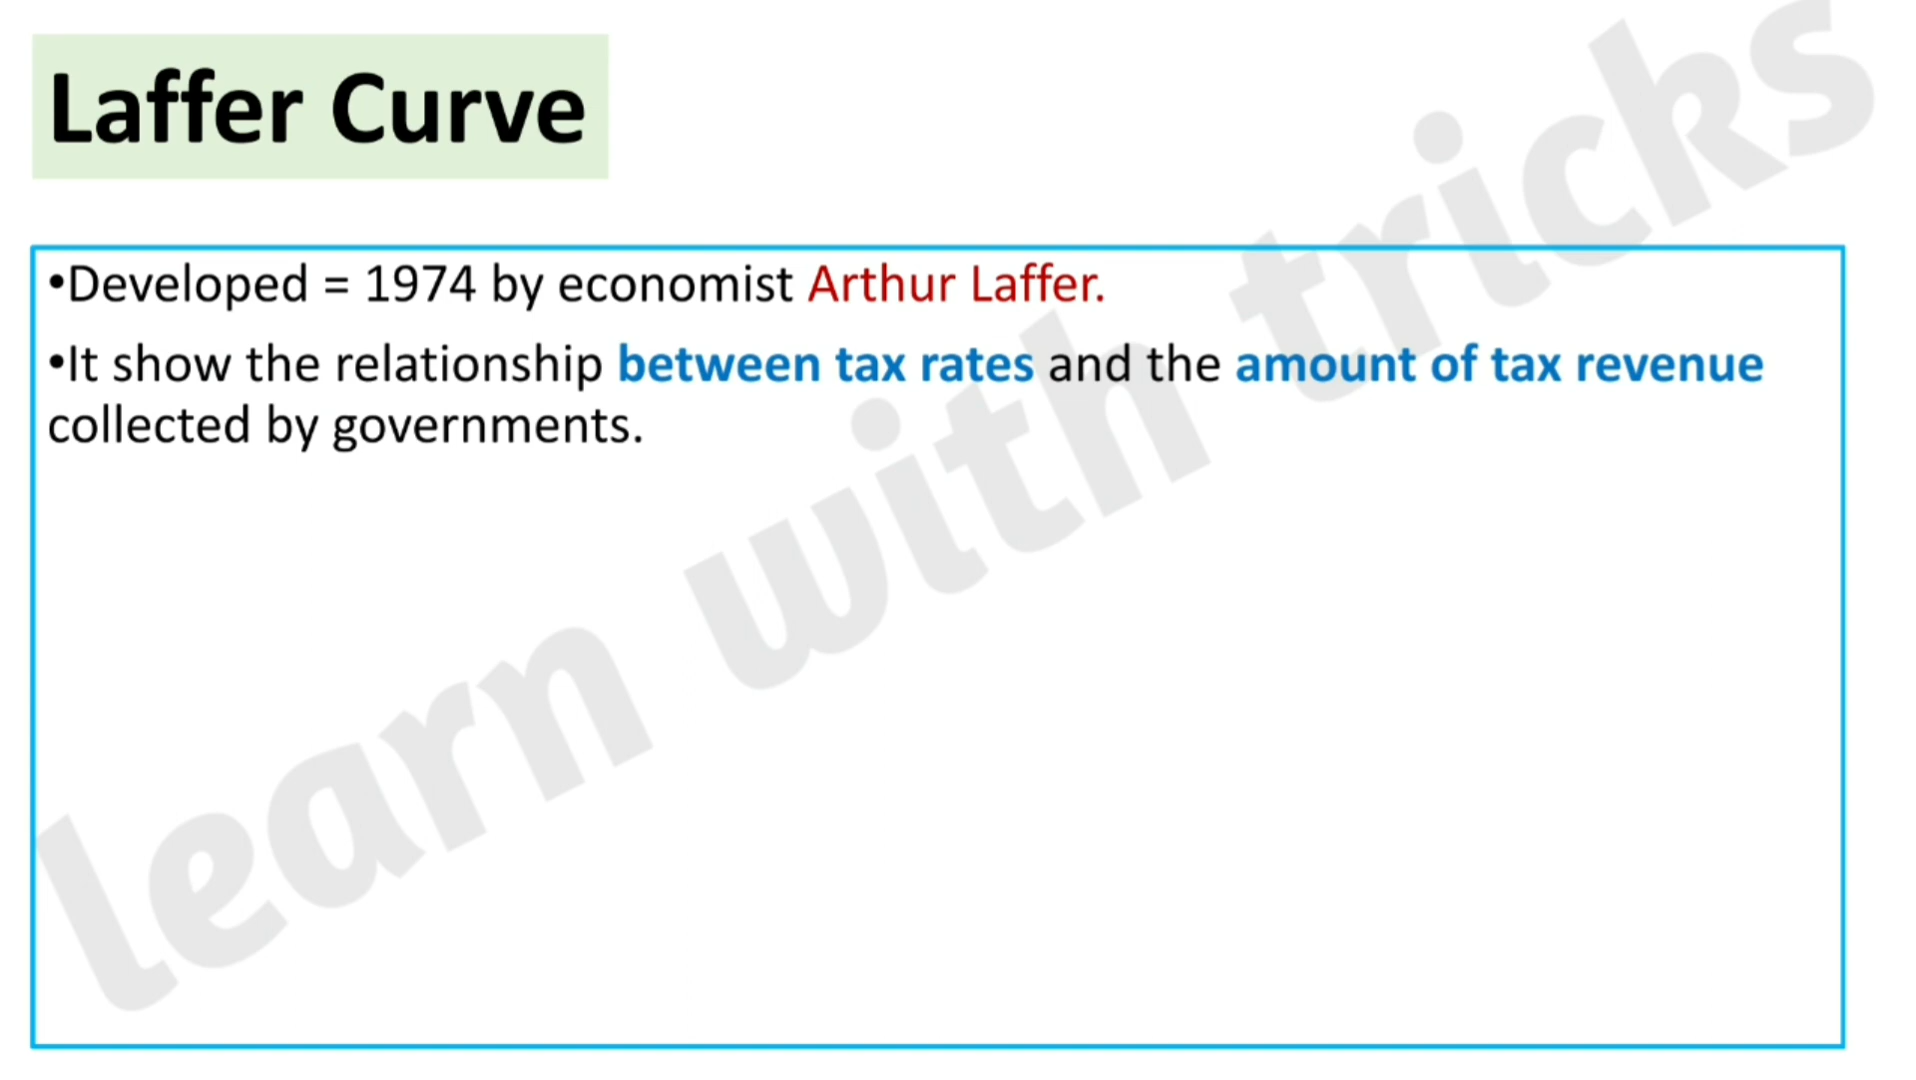 Laffer Curve
•Developed = 1974 by economist Arthur Laffer.
•It show the relationship between tax rates and the amount of tax revenue
collected by governments.
learn with tricks